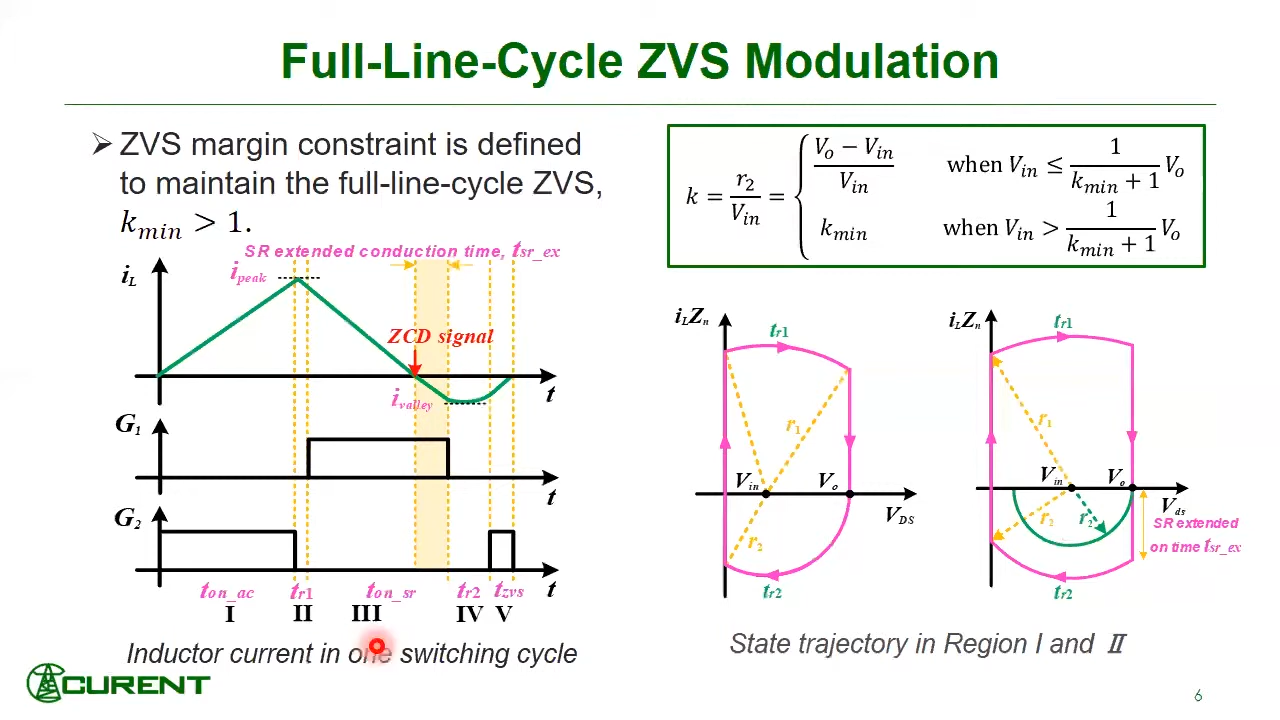 Full-Line-Cycle ZVS Modulation
➤ ZVS margin constraint is defined
to maintain the full-line-cycle ZVS,
k_min > 1.
k = r_2/V_in = { (V_o − V_in)/V_in when V_in ≤ 1/(k_min + 1) V_o
k_min when V_in > 1/(k_min + 1) V_o
SR extended conduction time, t_sr_ex
i_L
i_peak
ZCD signal
i_valley
t
G_1
t
G_2
t_on_ac t_r1 t_on_sr t_r2 t_zvs t
I II III IV V
Inductor current in one switching cycle
i_L Z_n
t_r1
r_1
V_in V_o
V_DS
r_2
t_r2
i_L Z_n
t_r1
r_1
V_in V_o
V_ds
r_2 r_2
SR extended
on time t_sr_ex
t_r2
State trajectory in Region I and Ⅱ
CURENT
6